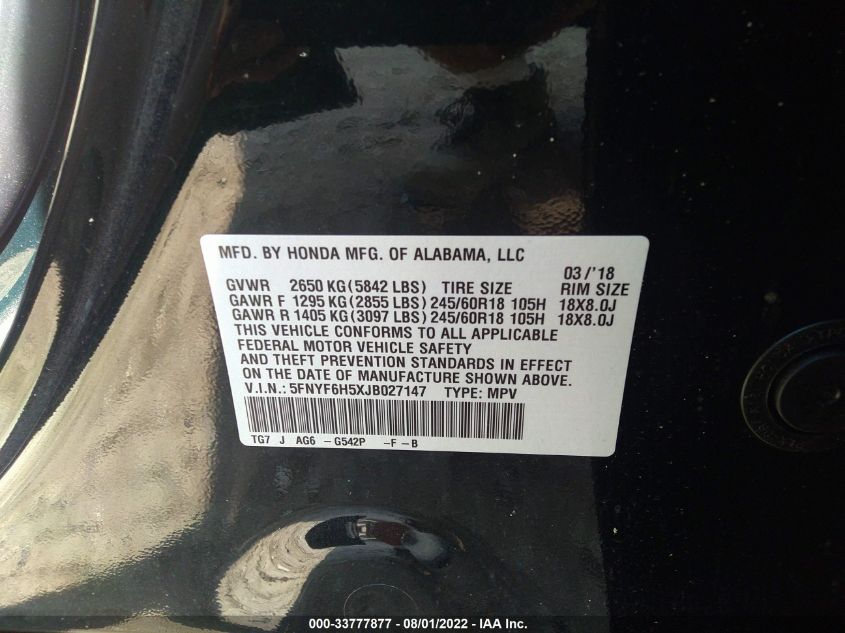 MFD. BY HONDA MFG. OF ALABAMA, LLC
03/'18
GVWR 2650 KG(5842 LBS) TIRE SIZE RIM SIZE
GAWR F 1295 KG(2855 LBS)245/60R18 105H 18X8.0J
GAWR R 1405 KG(3097 LBS)245/60R18 105H 18X8.0J
THIS VEHICLE CONFORMS TO ALL APPLICABLE
FEDERAL MOTOR VEHICLE SAFETY
AND THEFT PREVENTION STANDARDS IN EFFECT
ON THE DATE OF MANUFACTURE SHOWN ABOVE.
V.I.N.: 5FNYF6H5XJB027147 TYPE: MPV
TG7 J AG6 -G542P -F-B
000-33777877 - 08/01/2022 - IAA Inc.